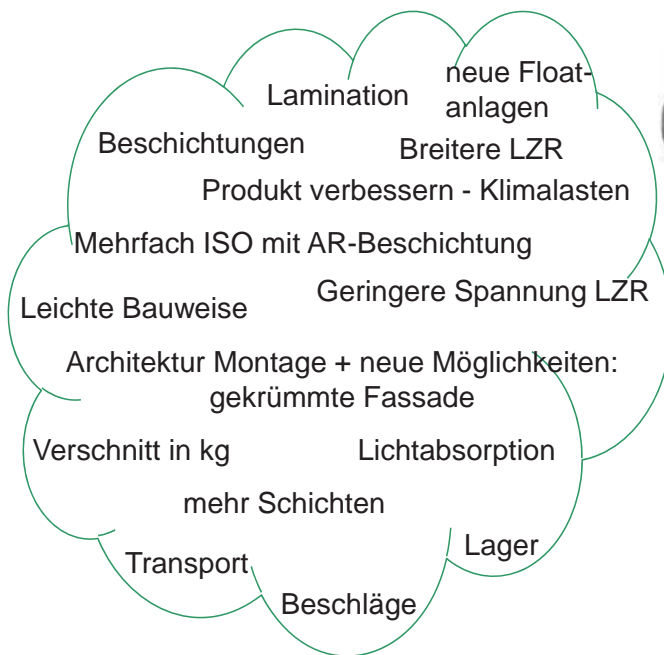 Lamination
neue Float-
anlagen
Beschichtungen
Breitere LZR
Produkt verbessern - Klimalasten
Mehrfach ISO mit AR-Beschichtung
Geringere Spannung LZR
Leichte Bauweise
Architektur Montage + neue Möglichkeiten:
gekrümmte Fassade
Verschnitt in kg
Lichtabsorption
mehr Schichten
Lager
Transport
Beschläge